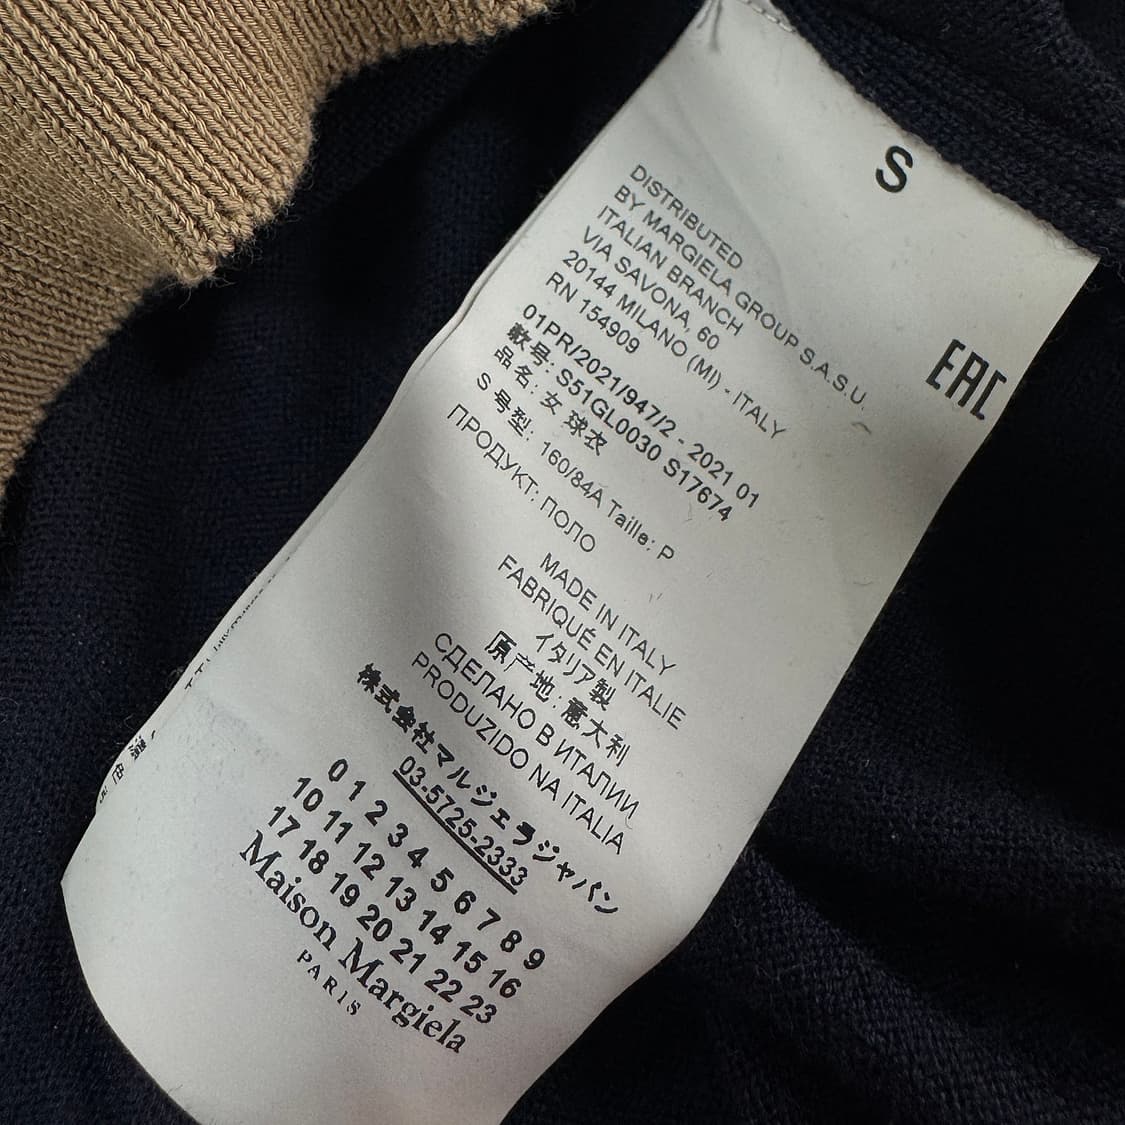 S
DISTRIBUTED
BY MARGIELA GROUP S.A.S.U.
ITALIAN BRANCH
VIA SAVONA, 60
20144 MILANO (MI) - ITALY
RN 154909
EAC
01PR/2021/947/2 - 2021 01
款号: S51GL0030 S17674
品名: 女 球衣
S 号型: 160/84A Taille: P
ПРОДУКТ: ПОЛО
MADE IN ITALY
FABRIQUÉ EN ITALIE
イタリア製
原产地: 意大利
СДЕЛАНО В ИТАЛИИ
PRODUZIDO NA ITALIA
株式会社マルジェラジャパン
03-5725-2333
0 1 2 3 4 5 6 7 8 9
10 11 12 13 14 15 16
17 18 19 20 21 22 23
Maison Margiela
PARIS